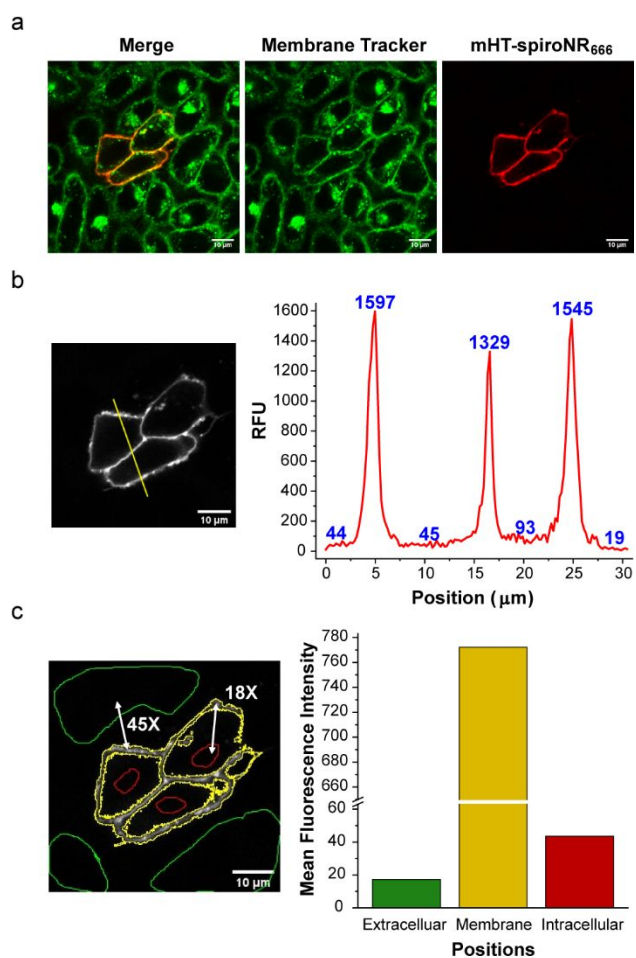 a
Merge
Membrane Tracker
mHT-spiroNR666
10 µm
10 µm
10 µm
b
10 µm
RFU
1600
1400
1200
1000
800
600
400
200
0
1597
1329
1545
44
45
93
19
0 5 10 15 20 25 30
Position (µm)
c
45X
18X
10 µm
Mean Fluorescence Intensity
780
760
740
720
700
680
660
60
40
20
0
Extracelluar Membrane Intracellular
Positions